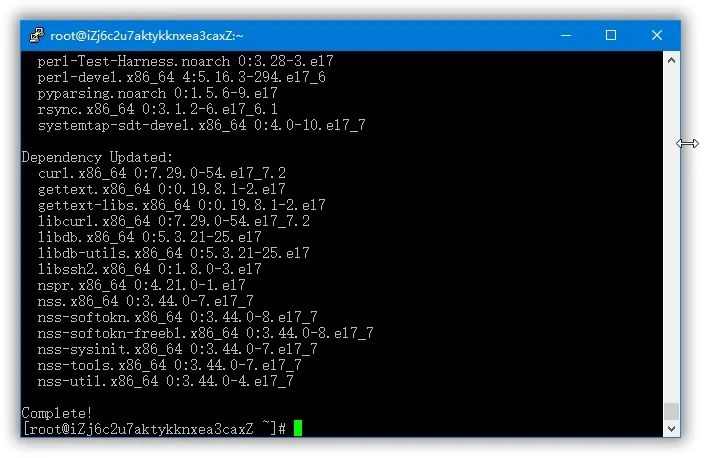 root@iZj6c2u7aktykknxea3caxZ:~
perl-Test-Harness.noarch 0:3.28-3.el7
perl-devel.x86_64 4:5.16.3-294.el7_6
pyparsing.noarch 0:1.5.6-9.el7
rsync.x86_64 0:3.1.2-6.el7_6.1
systemtap-sdt-devel.x86_64 0:4.0-10.el7_7
Dependency Updated:
curl.x86_64 0:7.29.0-54.el7_7.2
gettext.x86_64 0:0.19.8.1-2.el7
gettext-libs.x86_64 0:0.19.8.1-2.el7
libcurl.x86_64 0:7.29.0-54.el7_7.2
libdb.x86_64 0:5.3.21-25.el7
libdb-utils.x86_64 0:5.3.21-25.el7
libssh2.x86_64 0:1.8.0-3.el7
nspr.x86_64 0:4.21.0-1.el7
nss.x86_64 0:3.44.0-7.el7_7
nss-softokn.x86_64 0:3.44.0-8.el7_7
nss-softokn-freebl.x86_64 0:3.44.0-8.el7_7
nss-sysinit.x86_64 0:3.44.0-7.el7_7
nss-tools.x86_64 0:3.44.0-7.el7_7
nss-util.x86_64 0:3.44.0-4.el7_7
Complete!
[root@iZj6c2u7aktykknxea3caxZ ~]#